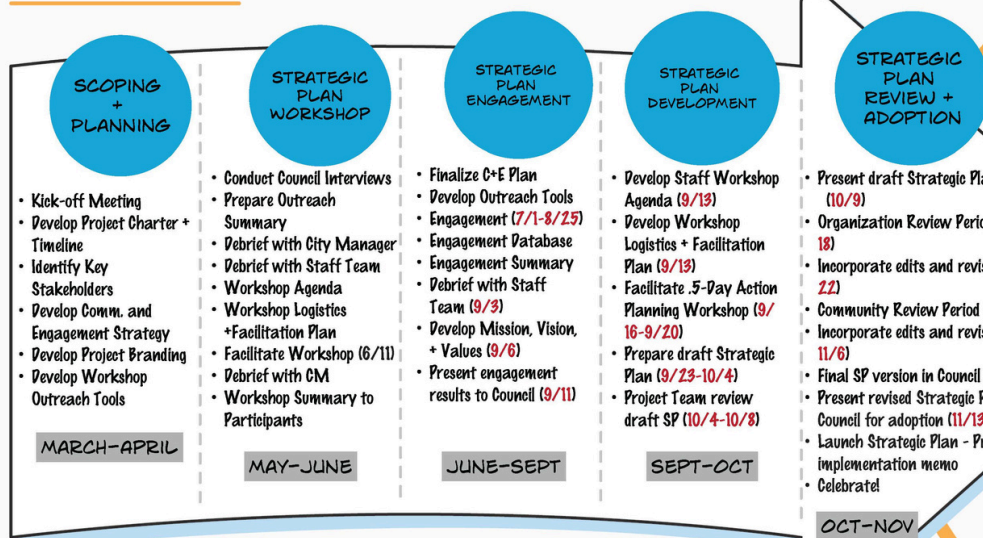 SCOPING
+
PLANNING
• Kick-off Meeting
• Develop Project Charter +
Timeline
• Identify Key
Stakeholders
• Develop Comm. and
Engagement Strategy
• Develop Project Branding
• Develop Workshop
Outreach Tools
MARCH-APRIL
STRATEGIC
PLAN
WORKSHOP
• Conduct Council Interviews
• Prepare Outreach
Summary
• Debrief with City Manager
• Debrief with Staff Team
• Workshop Agenda
• Workshop Logistics
+Facilitation Plan
• Facilitate Workshop (6/11)
• Debrief with CM
• Workshop Summary to
Participants
MAY-JUNE
STRATEGIC
PLAN
ENGAGEMENT
• Finalize C+E Plan
• Develop Outreach Tools
• Engagement (7/1-8/25)
• Engagement Database
• Engagement Summary
• Debrief with Staff
Team (9/3)
• Develop Mission, Vision,
+ Values (9/6)
• Present engagement
results to Council (9/11)
JUNE-SEPT
STRATEGIC
PLAN
DEVELOPMENT
• Develop Staff Workshop
Agenda (9/13)
• Develop Workshop
Logistics + Facilitation
Plan (9/13)
• Facilitate .5-Day Action
Planning Workshop (9/
16-9/20)
• Prepare draft Strategic
Plan (9/23-10/4)
• Project Team review
draft SP (10/4-10/8)
SEPT-OCT
STRATEGIC
PLAN
REVIEW +
ADOPTION
• Present draft Strategic
(10/9)
• Organization Review
18)
• Incorporate edits and
22)
• Community Review Period
• Incorporate edits and
11/6)
• Final SP version in Council
• Present revised Strategic
Council for adoption (11/13
• Launch Strategic Plan -
implementation memo
• Celebrate!
OCT-NOV